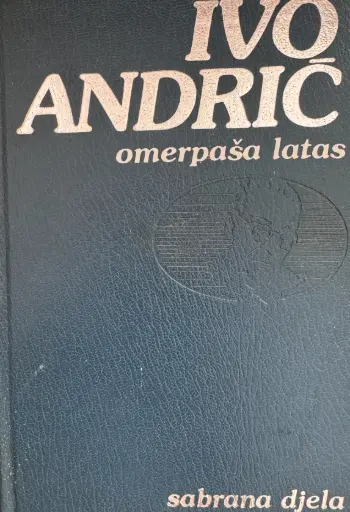 IVO
ANDRIĆ
omerpaša latas
sabrana djela